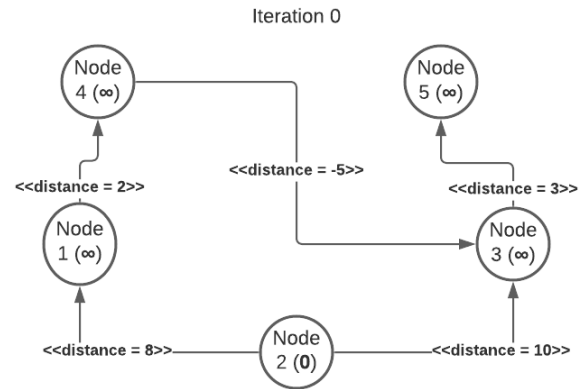 Iteration 0
Node
4 (∞)
Node
5 (∞)
<<distance = -5>>
<<distance = 2>>
<<distance = 3>>
Node
1 (∞)
Node
3 (∞)
<<distance = 8>>
Node
2 (0)
<<distance = 10>>